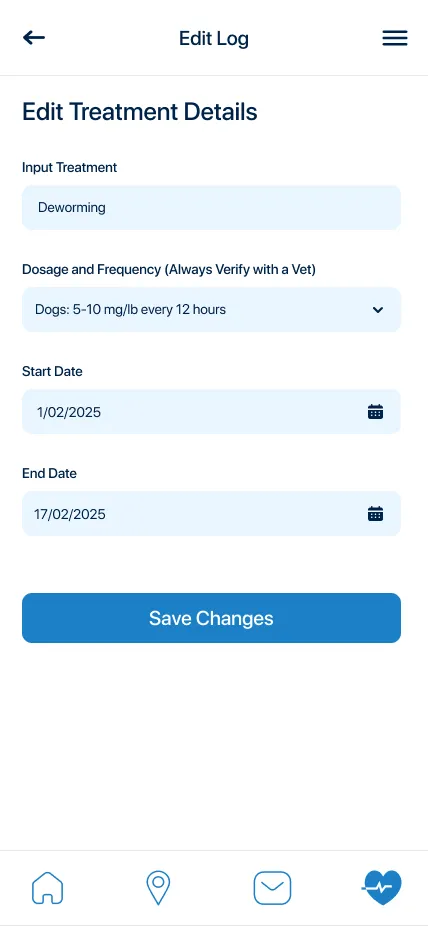 Edit Log
Edit Treatment Details
Input Treatment
Deworming
Dosage and Frequency (Always Verify with a Vet)
Dogs: 5-10 mg/lb every 12 hours
Start Date
1/02/2025
End Date
17/02/2025
Save Changes